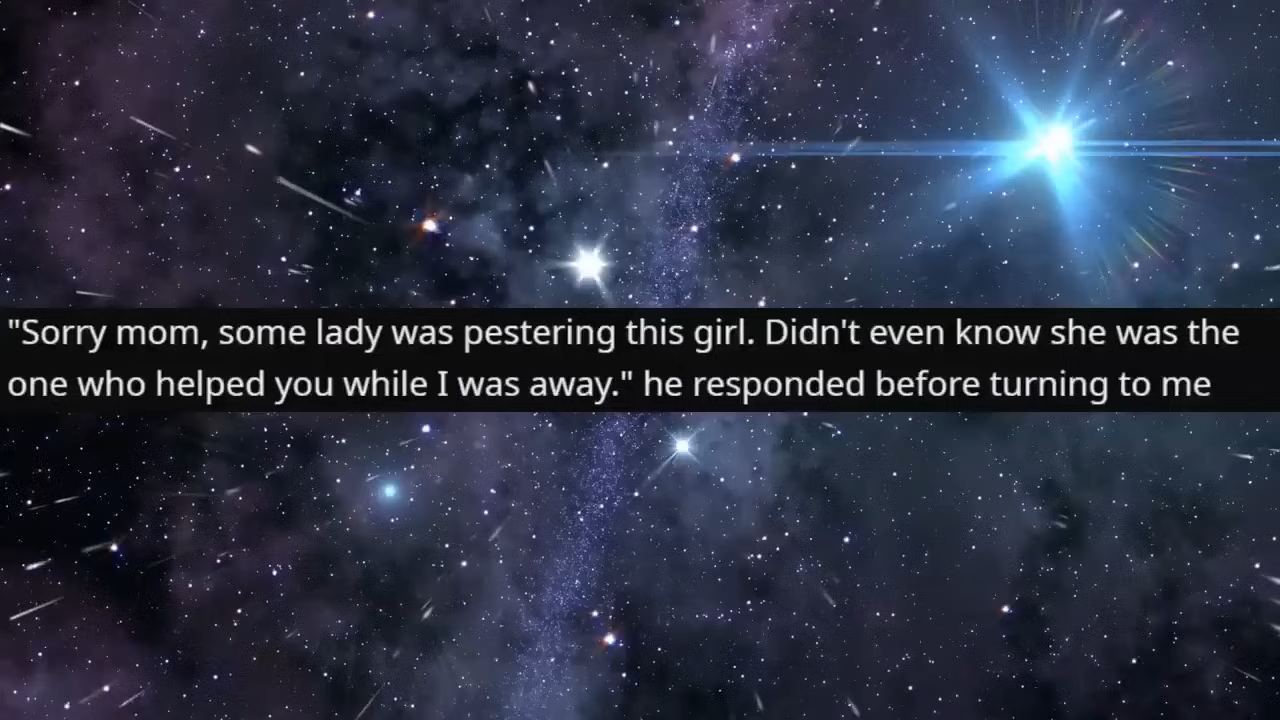 "Sorry mom, some lady was pestering this girl. Didn't even know she was the
one who helped you while I was away." he responded before turning to me